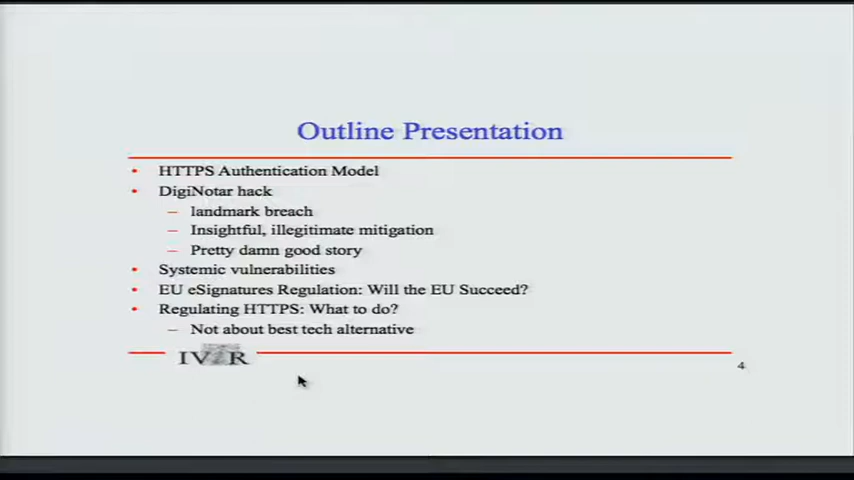 Outline Presentation
• HTTPS Authentication Model
• DigiNotar hack
– landmark breach
– Insightful, illegitimate mitigation
– Pretty damn good story
• Systemic vulnerabilities
• EU eSignatures Regulation: Will the EU Succeed?
• Regulating HTTPS: What to do?
– Not about best tech alternative
IViR
4